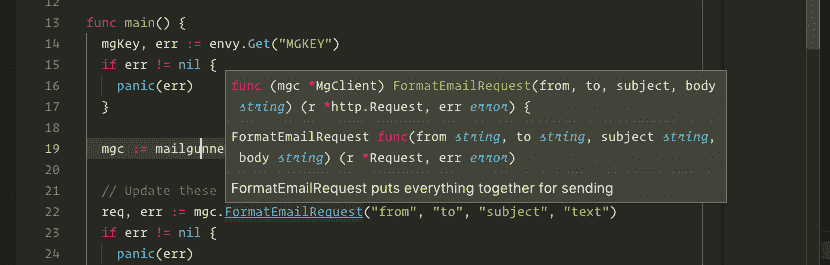 12
13 func main() {
14 mgKey, err := envy.Get("MGKEY")
15 if err != nil {
16 panic(err)
17 }
18
19 mgc := mailgunne
20
21 // Update these
22 req, err := mgc.FormatEmailRequest("from", "to", "subject", "text")
23 if err != nil {
24 panic(err)
func (mgc *MgClient) FormatEmailRequest(from, to, subject, body
string) (r *http.Request, err error) {
FormatEmailRequest func(from string, to string, subject string,
body string) (r *Request, err error)
FormatEmailRequest puts everything together for sending